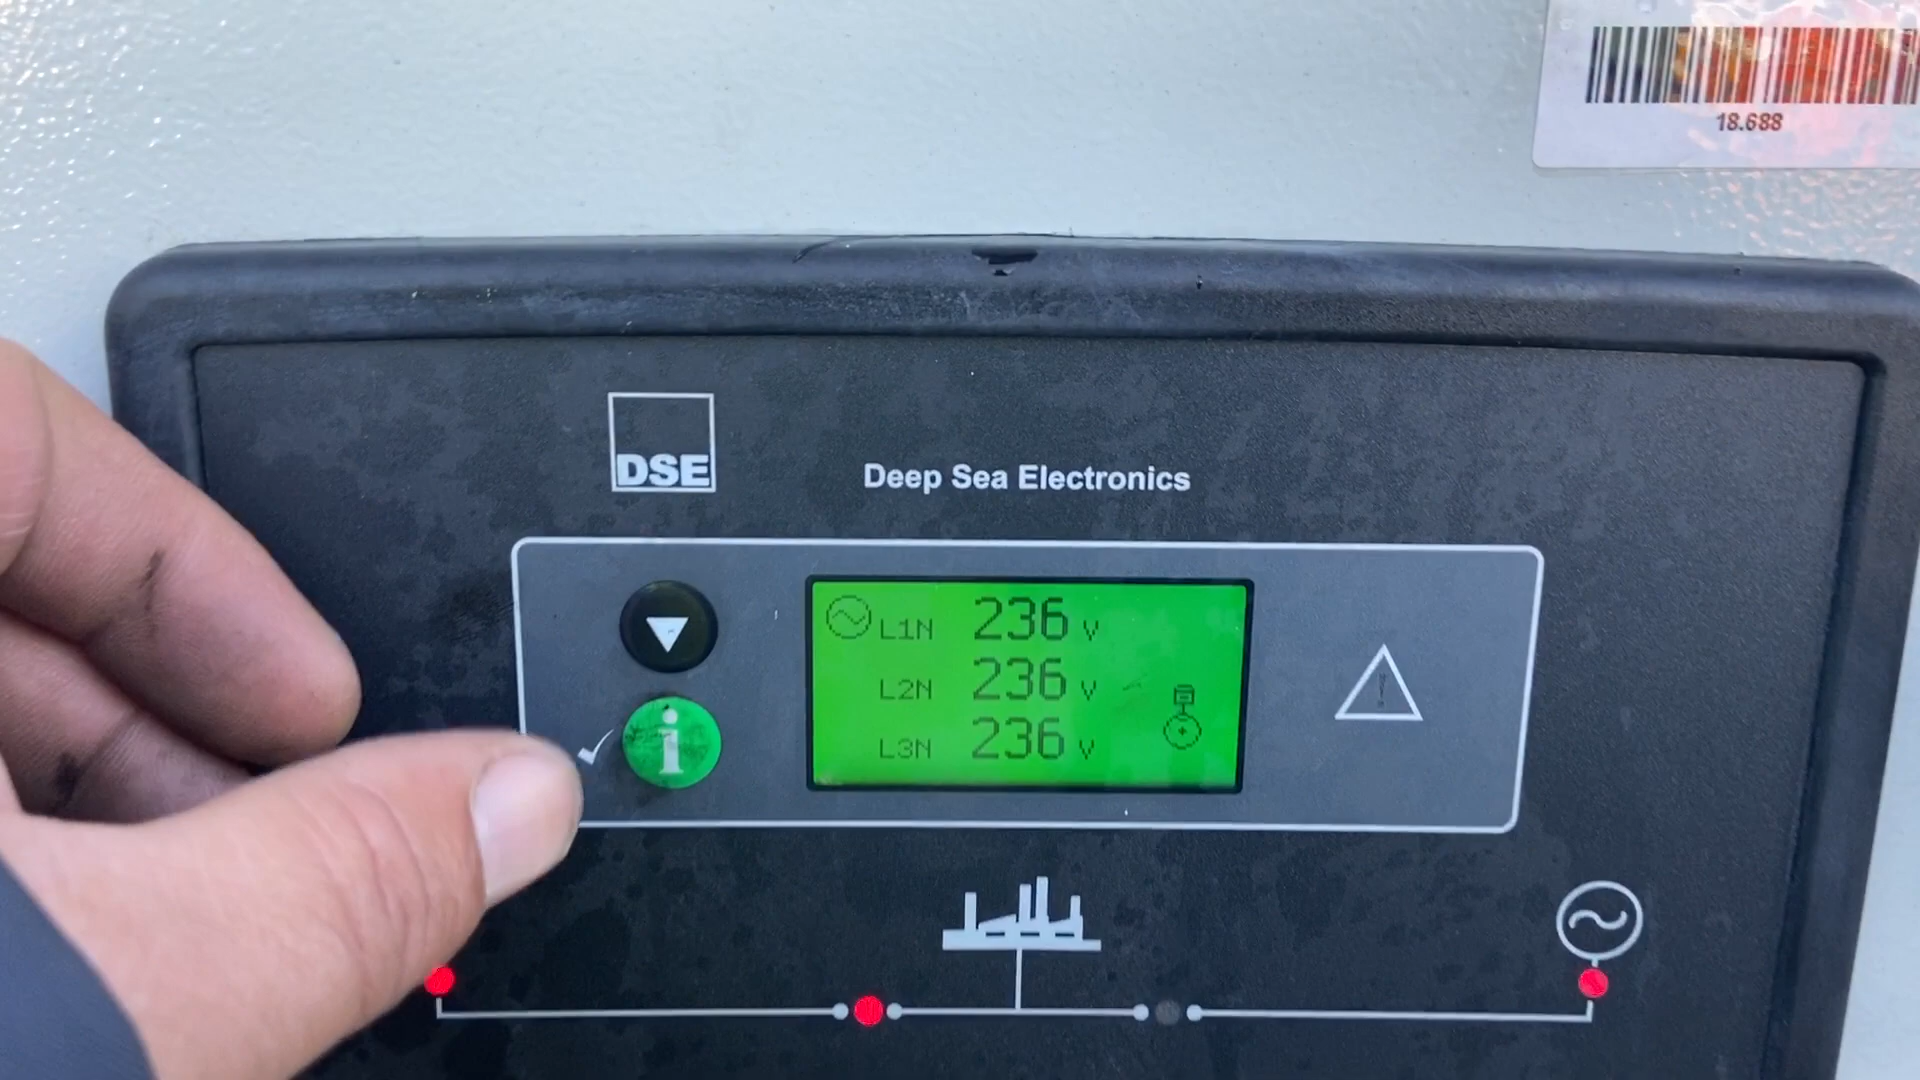 18.688
DSE
Deep Sea Electronics
L1N 236 V
L2N 236 V
L3N 236 V
i